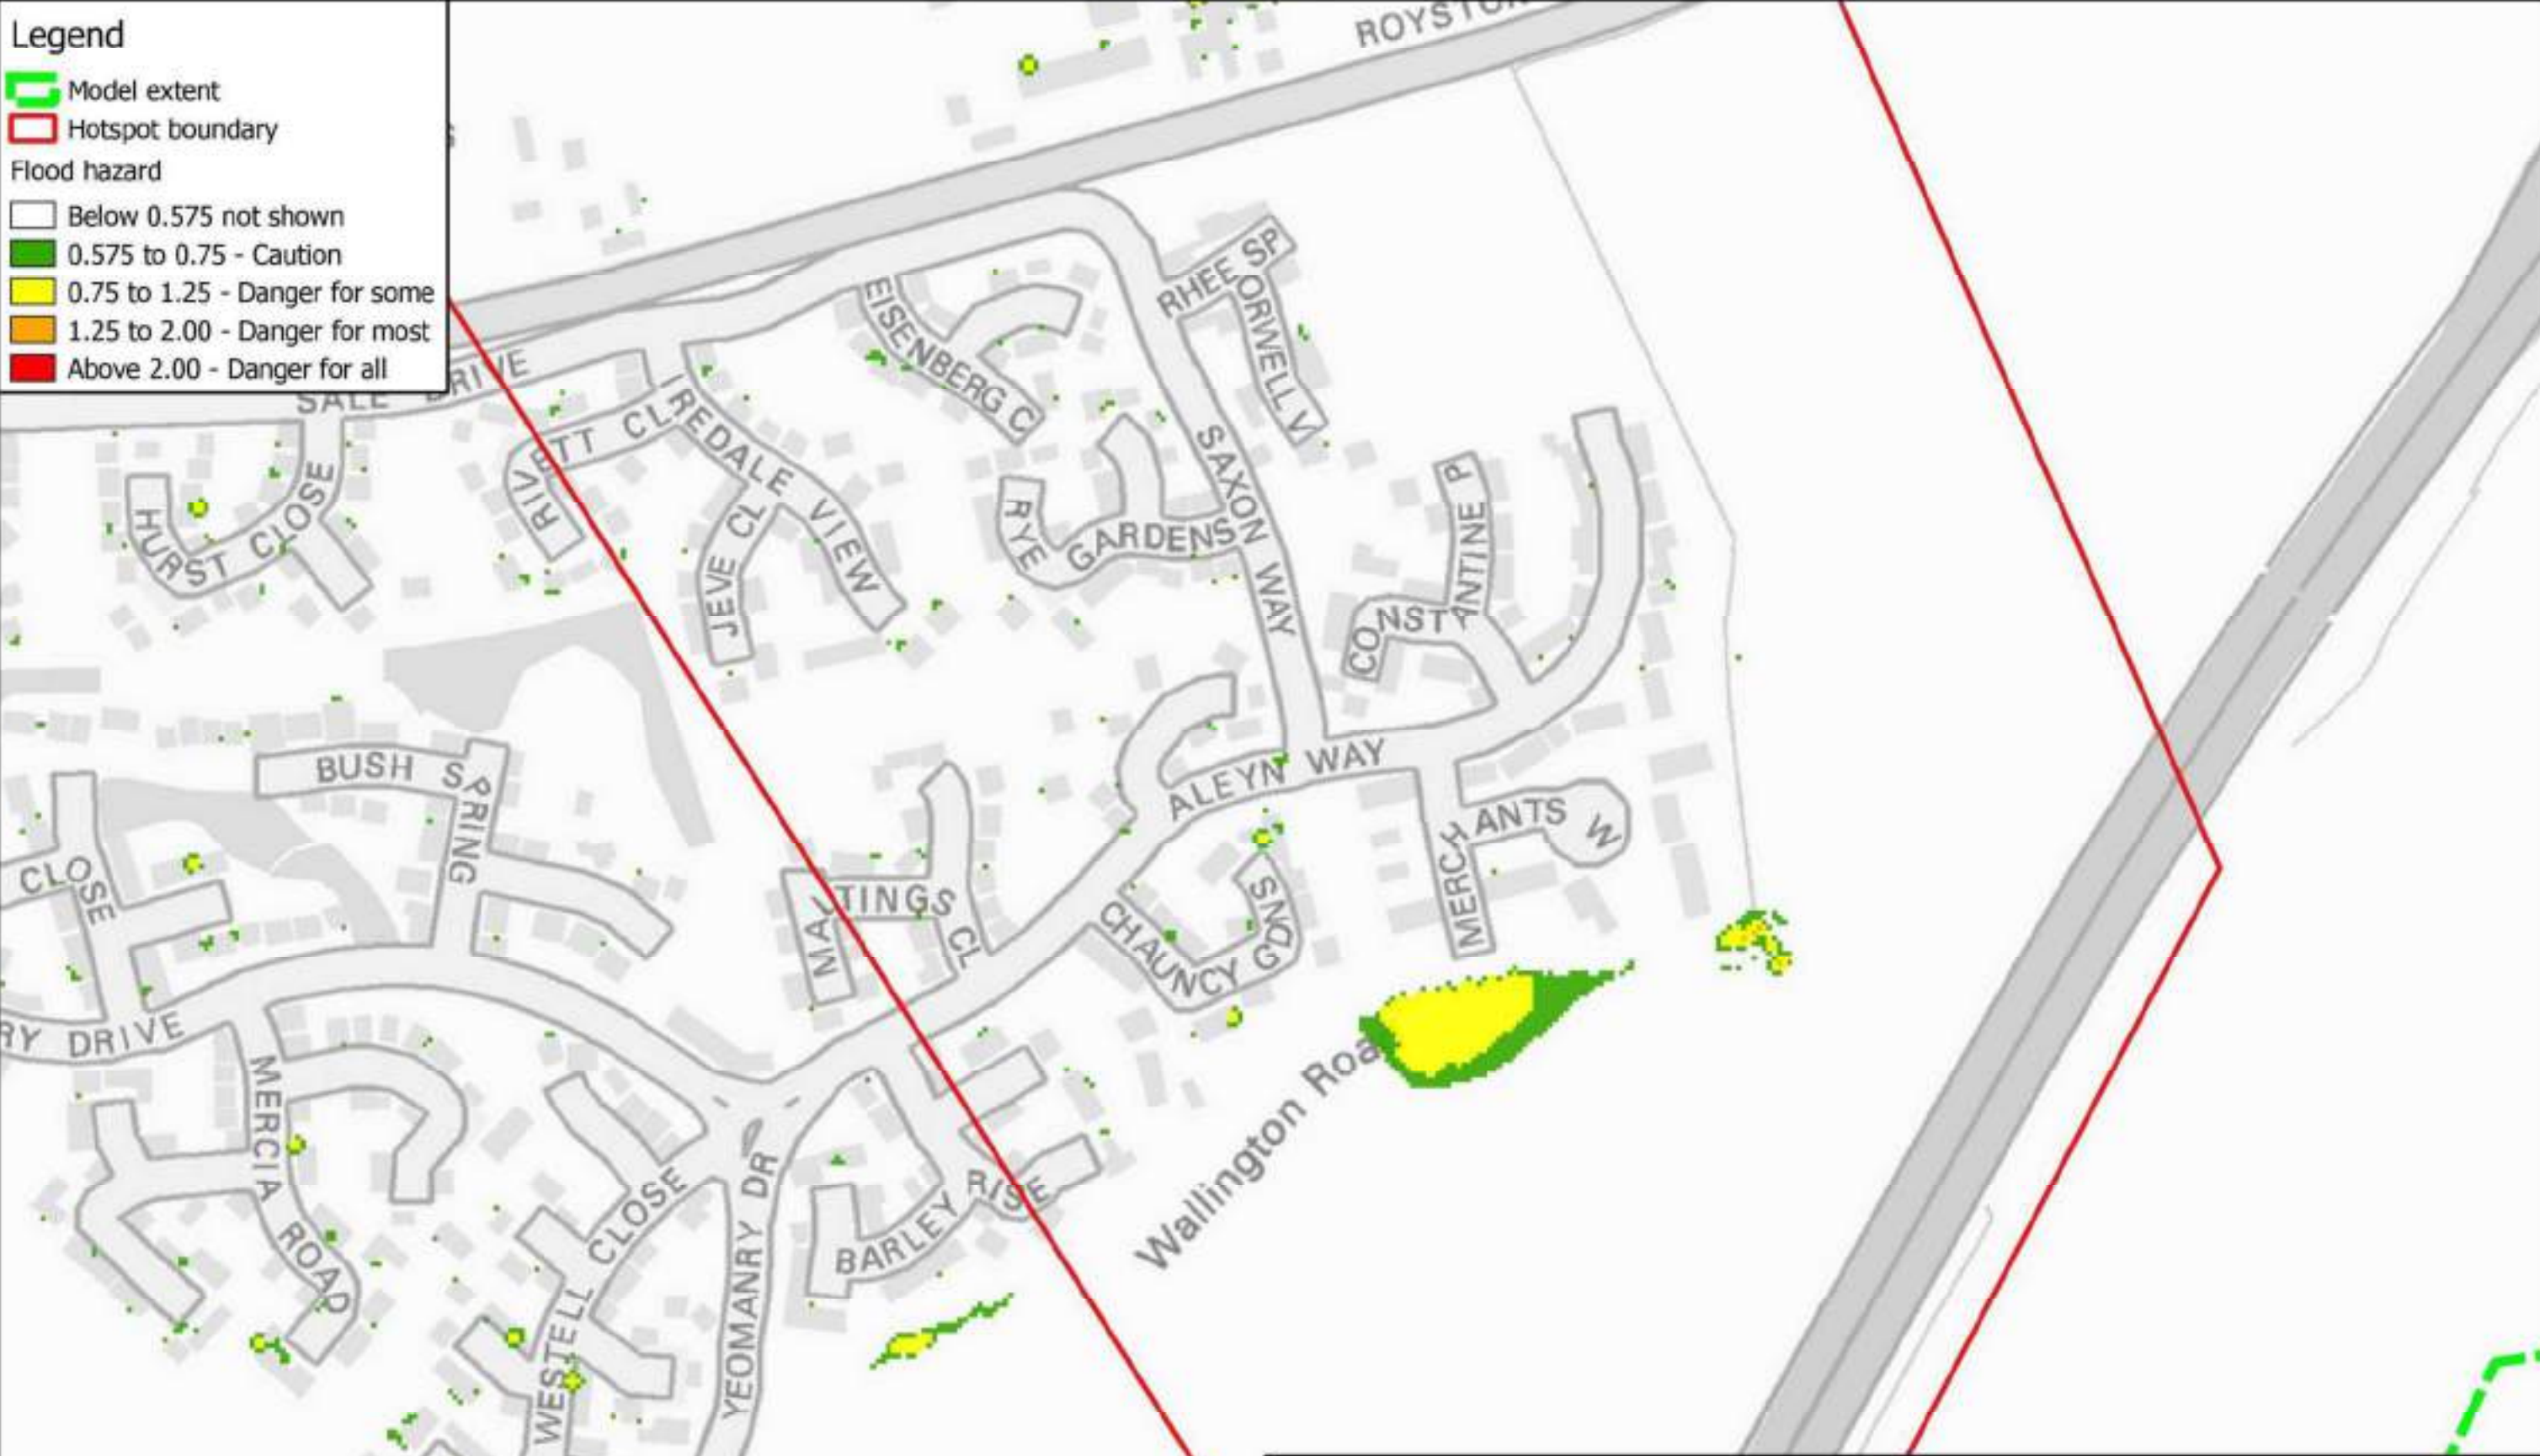 Legend
Model extent
Hotspot boundary
Flood hazard
Below 0.575 not shown
0.575 to 0.75 - Caution
0.75 to 1.25 - Danger for some
1.25 to 2.00 - Danger for most
Above 2.00 - Danger for all
SALE DRIVE
RHEE SP
ORWELL V
EISENBERG C
RIVETT CL
IREDALE VIEW
SAXON WAY
HURST CLOSE
JEVE CL
RYE GARDENS
CONSTANTINE P
BUSH SPRING
ALEYN WAY
MERCHANTS W
CLOSE
MALTINGS CL
CHAUNCY GDNS
DRIVE
MERCIA ROAD
WESTELL CLOSE
YEOMANRY DR
BARLEY RISE
Wallington